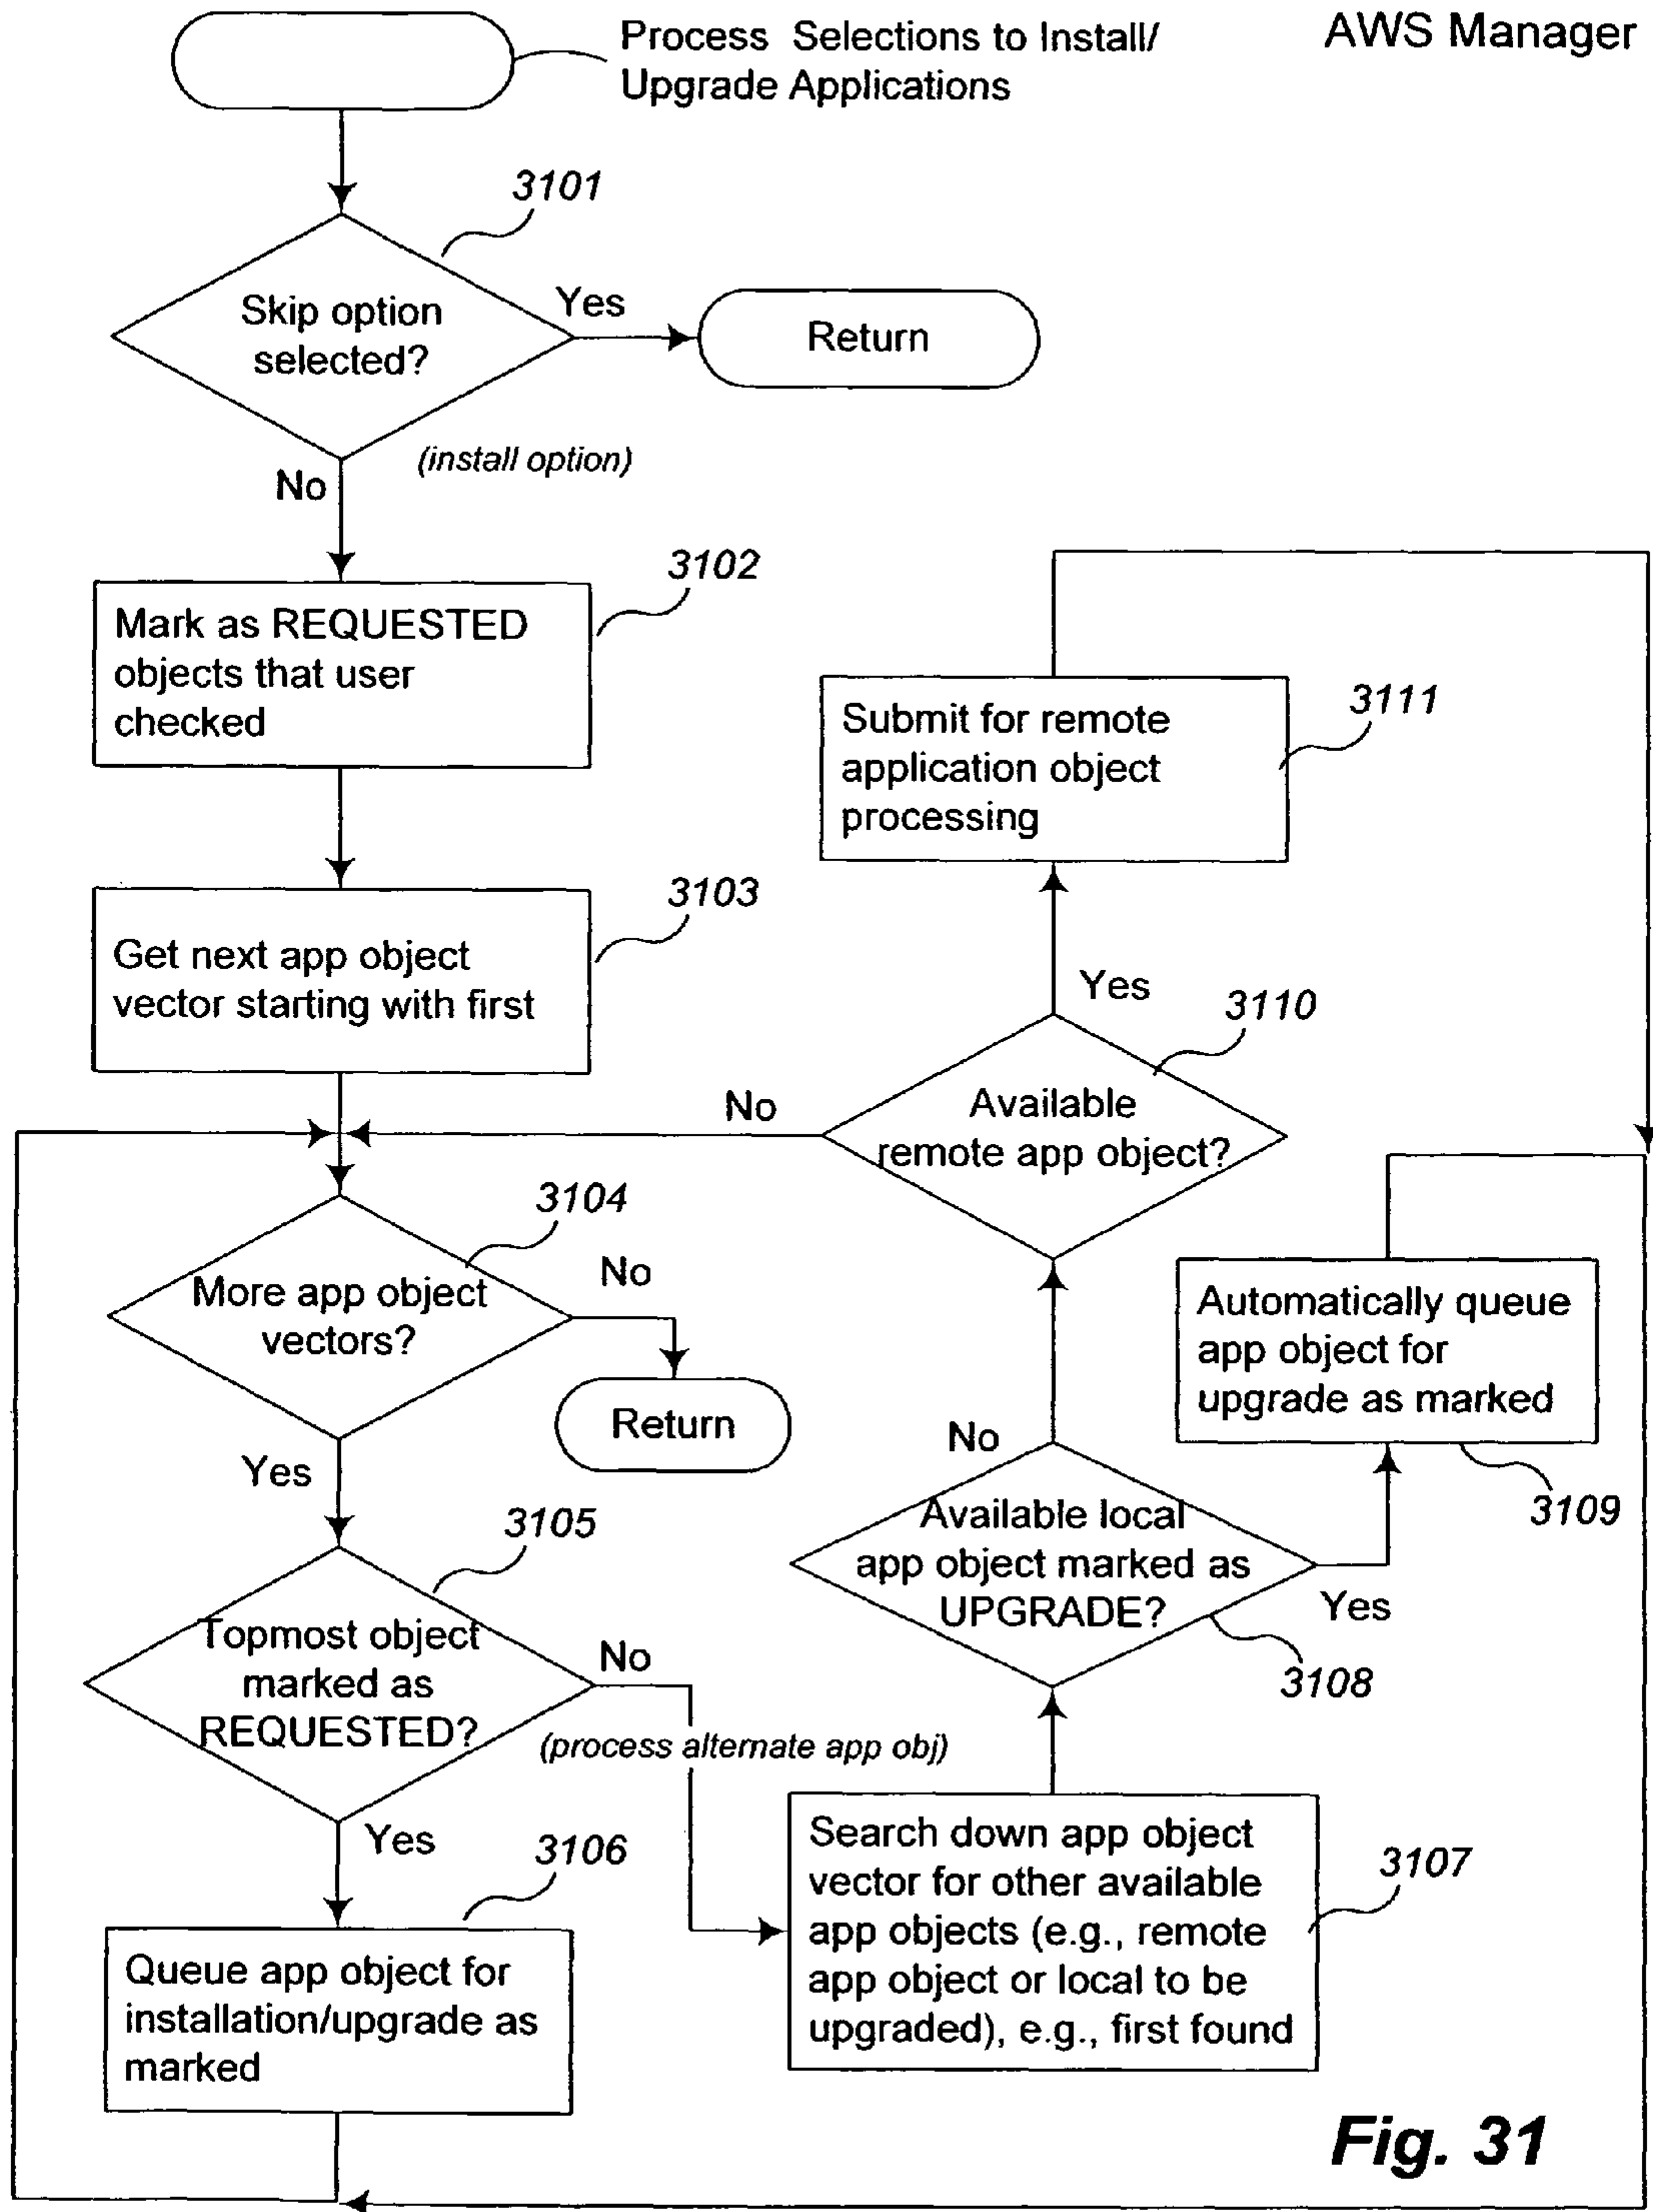 Process Selections to Install/
Upgrade Applications
AWS Manager
3101
Skip option
selected?
Yes
Return
(install option)
No
3102
Mark as REQUESTED
objects that user
checked
3103
Get next app object
vector starting with first
3104
More app object
vectors?
No
Return
Yes
3105
Topmost object
marked as
REQUESTED?
No
(process alternate app obj)
Yes
3106
Queue app object for
installation/upgrade as
marked
Search down app object
vector for other available
app objects (e.g., remote
app object or local to be
upgraded), e.g., first found
3107
Available local
app object marked as
UPGRADE?
3108
Yes
No
Automatically queue
app object for
upgrade as marked
3109
Available
remote app object?
3110
No
Yes
Submit for remote
application object
processing
3111
Fig. 31